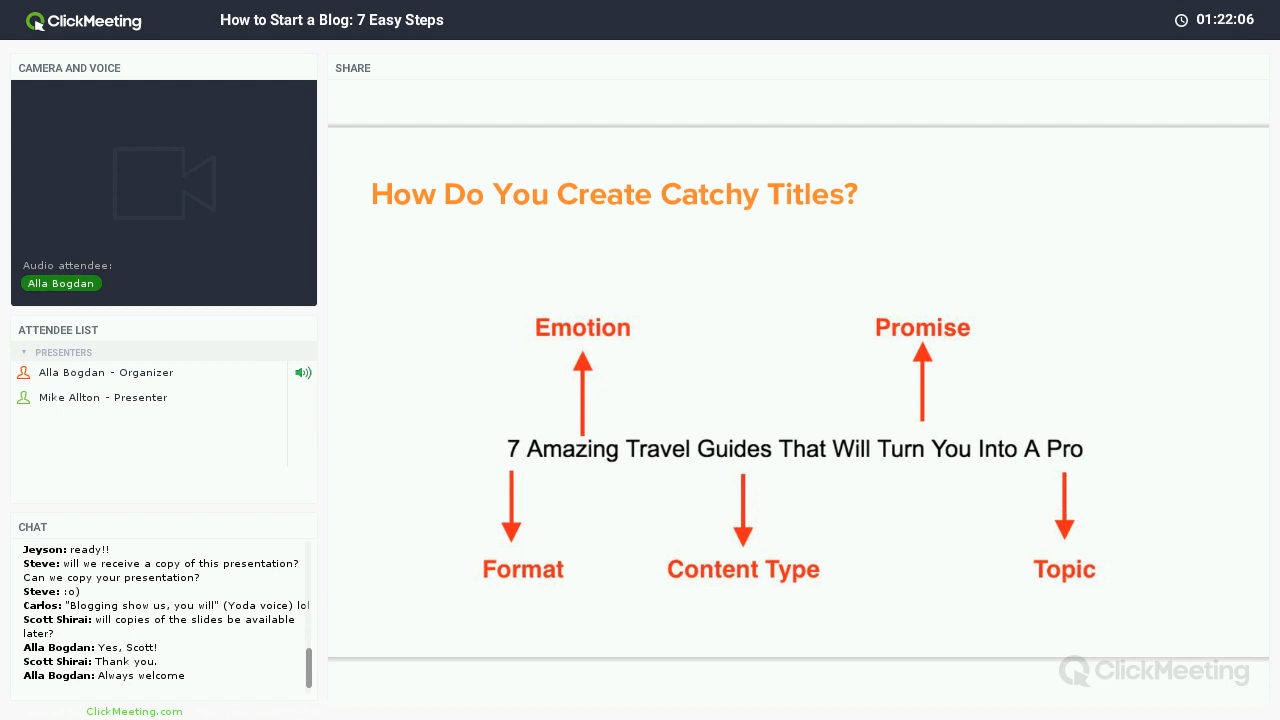 ClickMeeting
How to Start a Blog: 7 Easy Steps
01:22:06
CAMERA AND VOICE
Audio attendee:
Alla Bogdan
ATTENDEE LIST
PRESENTERS
Alla Bogdan - Organizer
Mike Allton - Presenter
CHAT
Jeyson: ready!!
Steve: will we receive a copy of this presentation?
Can we copy your presentation?
Steve: :o)
Carlos: "Blogging show us, you will" (Yoda voice) lol
Scott Shirai: will copies of the slides be available
later?
Alla Bogdan: Yes, Scott!
Scott Shirai: Thank you.
Alla Bogdan: Always welcome
ClickMeeting.com
SHARE
How Do You Create Catchy Titles?
Emotion
Promise
7 Amazing Travel Guides That Will Turn You Into A Pro
Format
Content Type
Topic
ClickMeeting